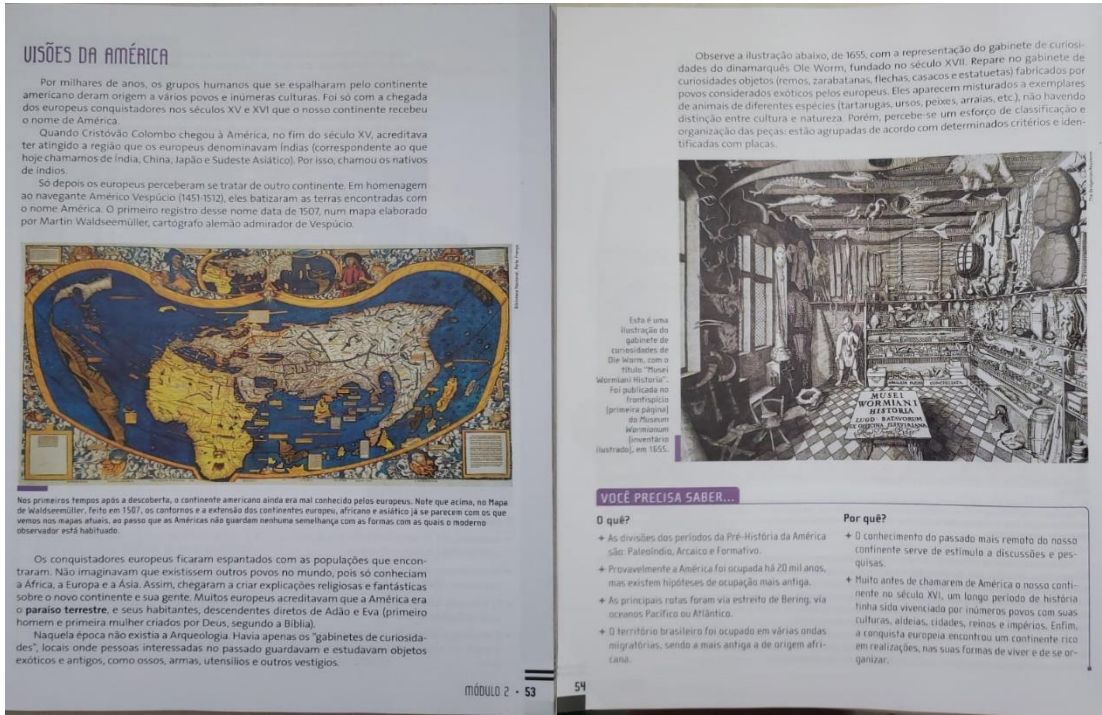 VISÕES DA AMÉRICA
Por milhares de anos, os grupos humanos que se espalharam pelo continente
americano deram origem a vários povos e inúmeras culturas. Foi só com a chegada
dos europeus conquistadores nos séculos XV e XVI que o nosso continente recebeu
o nome de América.
Quando Cristóvão Colombo chegou à América, no fim do século XV, acreditava
ter atingido a região que os europeus denominavam Índias (correspondente ao que
hoje chamamos de Índia, China, Japão e Sudeste Asiático). Por isso, chamou os nativos
de índios.
Só depois os europeus perceberam se tratar de outro continente. Em homenagem
ao navegante Américo Vespúcio (1451-1512), eles batizaram as terras encontradas com
o nome América. O primeiro registro desse nome data de 1507, num mapa elaborado
por Martin Waldseemüller, cartógrafo alemão admirador de Vespúcio.
Nos primeiros tempos após a descoberta, o continente americano ainda era mal conhecido pelos europeus. Note que acima, no Mapa
de Waldseemüller, feito em 1507, os contornos e a extensão dos continentes europeu, africano e asiático já se parecem com os que
vemos nos mapas atuais, ao passo que as Américas não guardam nenhuma semelhança com as formas com as quais o moderno
observador está habituado.
Os conquistadores europeus ficaram espantados com as populações que encon-
traram. Não imaginavam que existissem outros povos no mundo, pois só conheciam
a África, a Europa e a Ásia. Assim, chegaram a criar explicações religiosas e fantásticas
sobre o novo continente e sua gente. Muitos europeus acreditavam que a América era
o paraíso terrestre, e seus habitantes, descendentes diretos de Adão e Eva (primeiro
homem e primeira mulher criados por Deus, segundo a Bíblia).
Naquela época não existia a Arqueologia. Havia apenas os "gabinetes de curiosida-
des", locais onde pessoas interessadas no passado guardavam e estudavam objetos
exóticos e antigos, como ossos, armas, utensílios e outros vestígios.
MÓDULO 2 • 53
Observe a ilustração abaixo, de 1655, com a representação do gabinete de curiosi-
dades do dinamarquês Ole Worm, fundado no século XVII. Repare no gabinete de
curiosidades objetos (remos, zarabatanas, flechas, casacos e estatuetas) fabricados por
povos considerados exóticos pelos europeus. Eles aparecem misturados a exemplares
de animais de diferentes espécies (tartarugas, ursos, peixes, arraias, etc.), não havendo
distinção entre cultura e natureza. Porém, percebe-se um esforço de classificação e
organização das peças: estão agrupadas de acordo com determinados critérios e iden-
tificadas com placas.
Esta é uma
ilustração do
gabinete de
curiosidades de
Ole Worm, com o
título "Musei
Wormiani Historia".
Foi publicada no
frontispício
(primeira página)
do Museum
Wormianum
(inventário
ilustrado), em 1655.
MUSEI
WORMIANI
HISTORIA
LUGD · BATAVORUM
EX OFFICINA ELSEVIRIANA
VOCÊ PRECISA SABER...
O quê?
+ As divisões dos períodos da Pré-História da América
são: Paleoíndio, Arcaico e Formativo.
+ Provavelmente a América foi ocupada há 20 mil anos,
mas existem hipóteses de ocupação mais antiga.
+ As principais rotas foram via estreito de Bering, via
oceanos Pacífico ou Atlântico.
+ O território brasileiro foi ocupado em várias ondas
migratórias, sendo a mais antiga a de origem afri-
cana.
Por quê?
+ O conhecimento do passado mais remoto do nosso
continente serve de estímulo a discussões e pes-
quisas.
+ Muito antes de chamarem de América o nosso conti-
nente no século XVI, um longo período de história
tinha sido vivenciado por inúmeros povos com suas
culturas, aldeias, cidades, reinos e impérios. Enfim,
a conquista europeia encontrou um continente rico
em realizações, nas suas formas de viver e de se or-
ganizar.
54